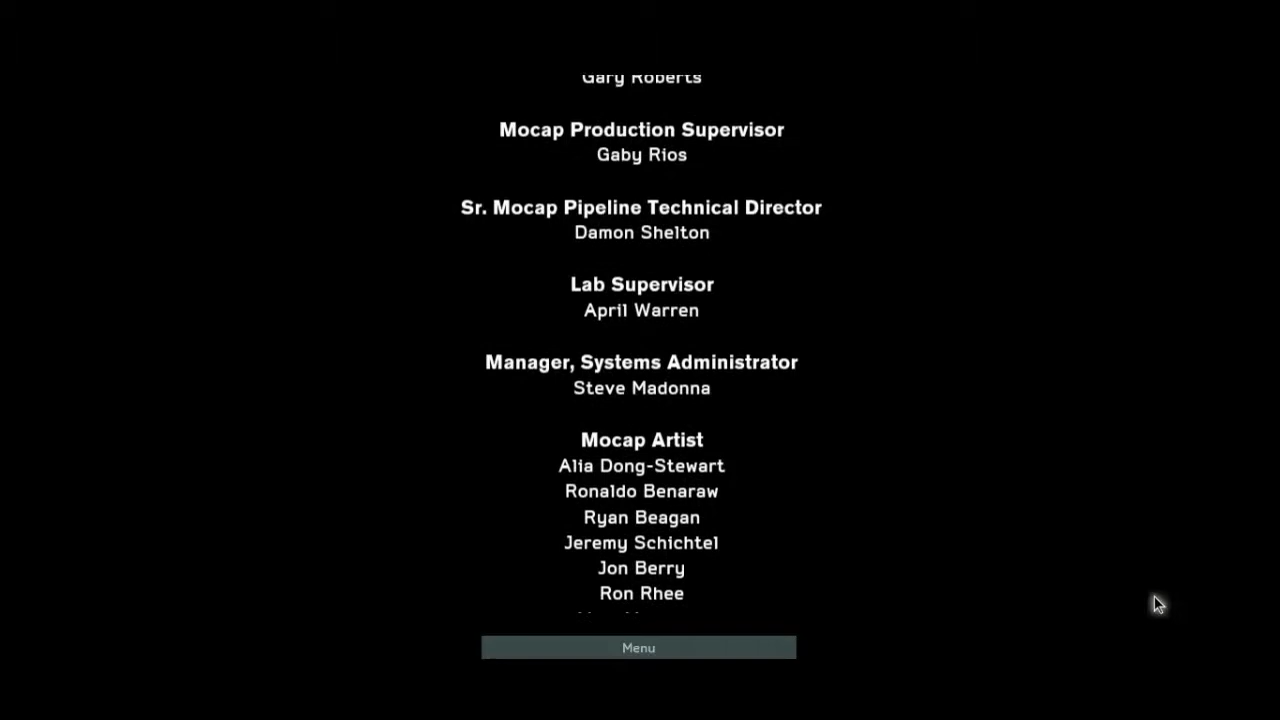 Gary Roberts
Mocap Production Supervisor
Gaby Rios
Sr. Mocap Pipeline Technical Director
Damon Shelton
Lab Supervisor
April Warren
Manager, Systems Administrator
Steve Madonna
Mocap Artist
Alia Dong-Stewart
Ronaldo Benaraw
Ryan Beagan
Jeremy Schichtel
Jon Berry
Ron Rhee
Menu